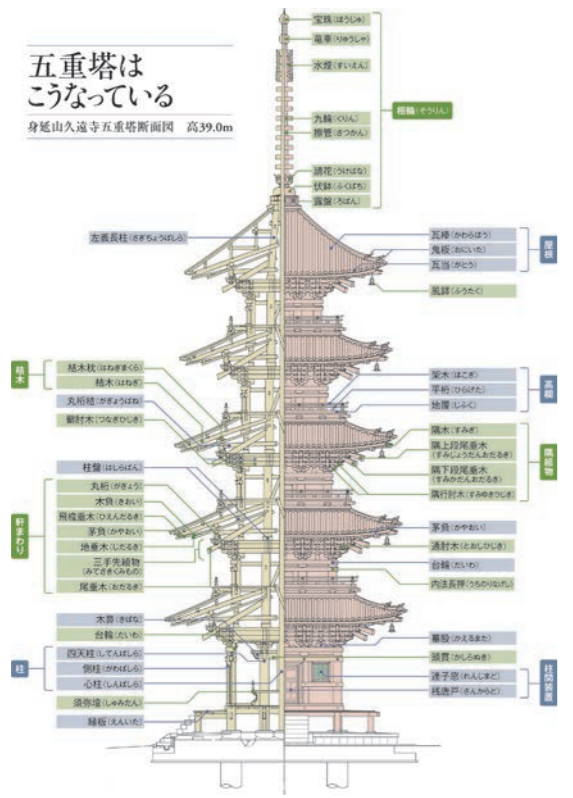 五重塔は
こうなっている
身延山久遠寺五重塔断面図 高39.0m
宝珠(ほうじゅ)
竜車(りゅうしゃ)
水煙(すいえん)
九輪(くりん)
擦管(さつかん)
請花(うけばな)
伏鉢(ふくばち)
露盤(ろばん)
相輪(そうりん)
左義長柱(さぎちょうばしら)
瓦棒(かわらぼう)
鬼板(おにいた)
瓦当(がとう)
屋根
風鐸(ふうたく)
桔木
桔木枕(はねぎまくら)
桔木(はねぎ)
丸桁桔(がぎょうばね)
繋肘木(つなぎひじき)
架木(ほこぎ)
平桁(ひらげた)
地覆(じふく)
高欄
隅木(すみぎ)
隅上段尾垂木
(すみじょうだんおだるき)
隅下段尾垂木
(すみかだんおだるき)
隅行肘木(すみゆきひじき)
隅組物
柱盤(はしらばん)
軒まわり
丸桁(がぎょう)
木負(きおい)
飛檐垂木(ひえんだるき)
茅負(かやおい)
地垂木(じだるき)
三手先組物
(みてさきくみもの)
尾垂木(おだるき)
茅負(かやおい)
通肘木(とおしひじき)
台輪(だいわ)
内法長押(うちのりなげし)
木鼻(きばな)
台輪(だいわ)
柱
四天柱(してんばしら)
側柱(がわばしら)
心柱(しんばしら)
須弥壇(しゅみだん)
縁板(えんいた)
蟇股(かえるまた)
頭貫(かしらぬき)
連子窓(れんじまど)
桟唐戸(さんからど)
柱間装置